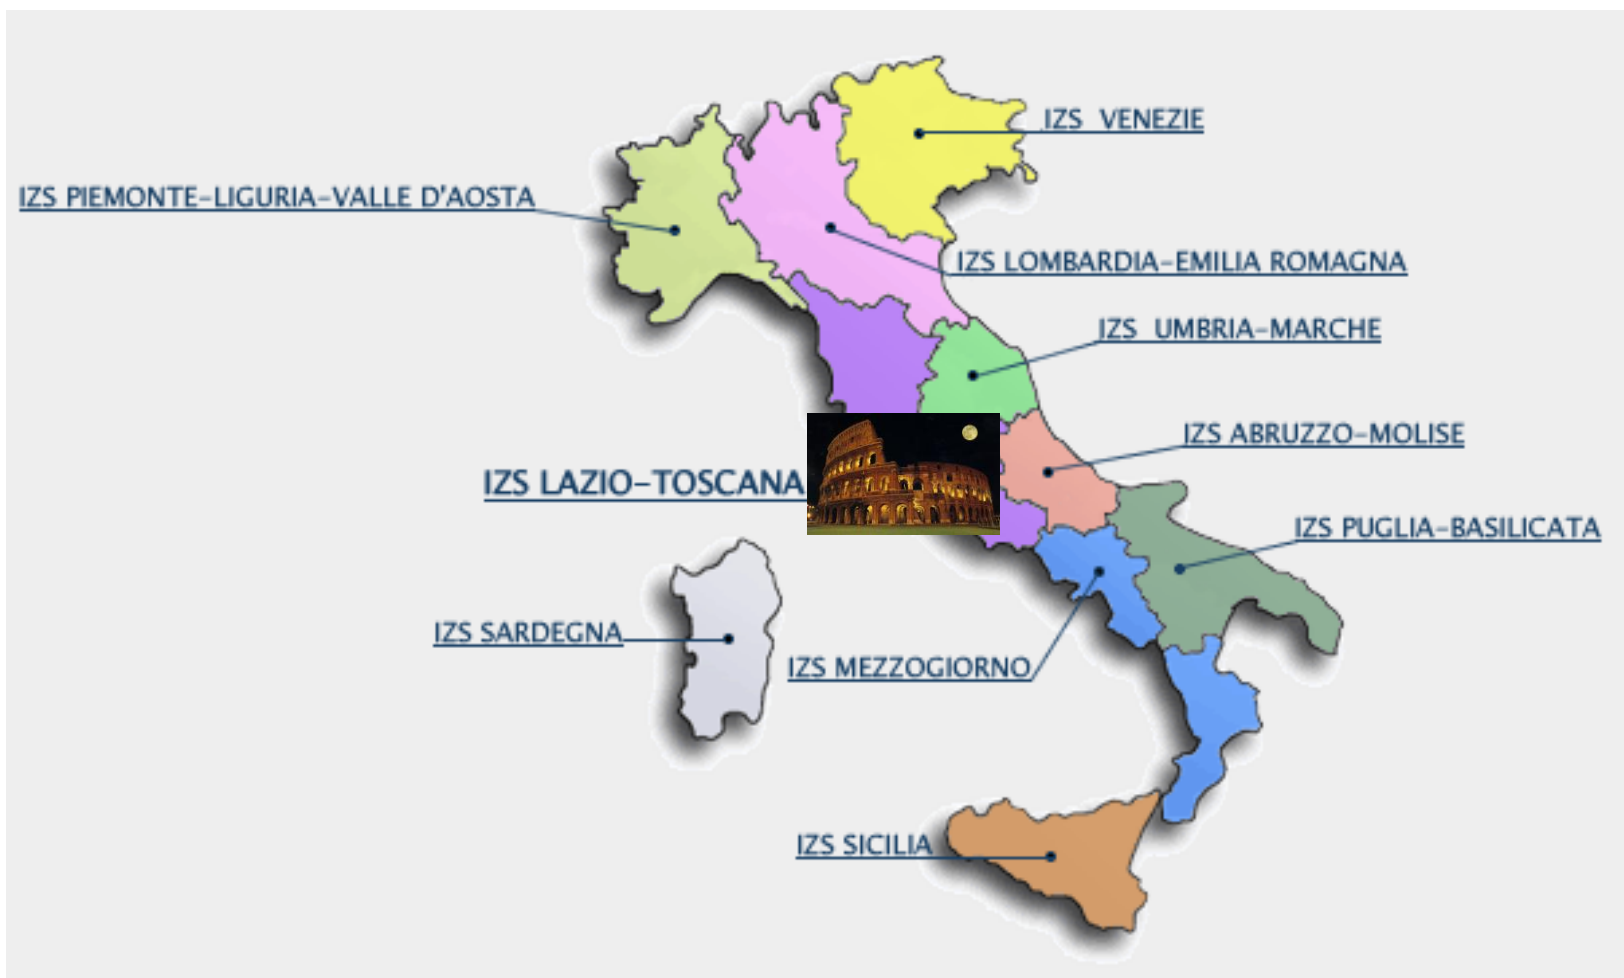 IZS  VENEZIE
IZS PIEMONTE-LIGURIA-VALLE D'AOSTA
IZS LOMBARDIA-EMILIA ROMAGNA
IZS  UMBRIA-MARCHE
IZS ABRUZZO-MOLISE
IZS LAZIO-TOSCANA
IZS PUGLIA-BASILICATA
IZS SARDEGNA
IZS MEZZOGIORNO
IZS SICILIA